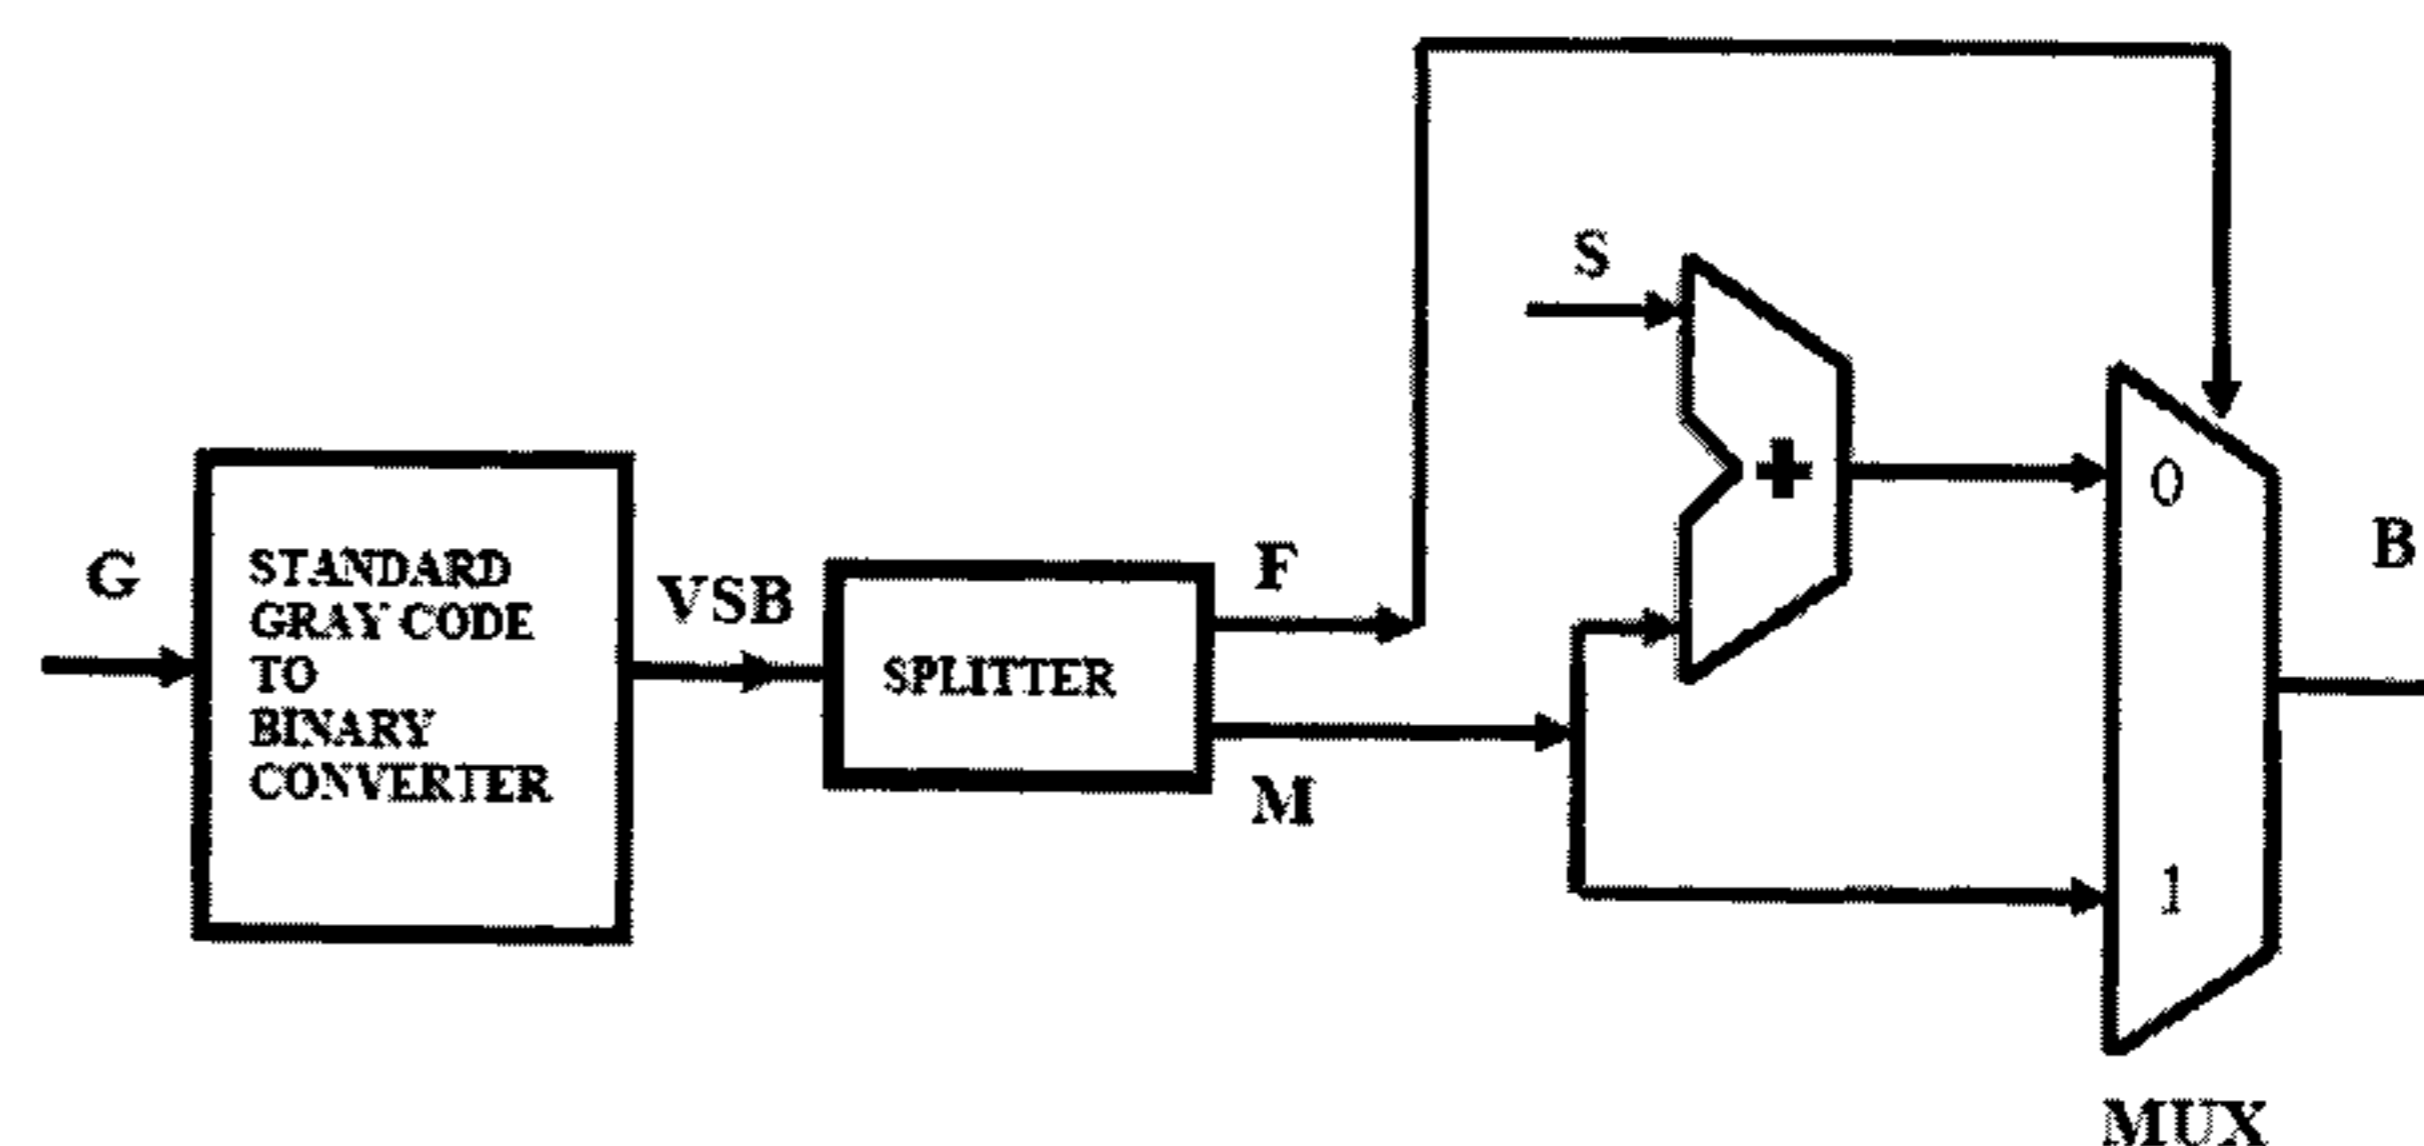 S
G
STANDARD
GRAY CODE
TO
BINARY
CONVERTER
VSB
SPLITTER
F
M
+
0
1
B
MUX